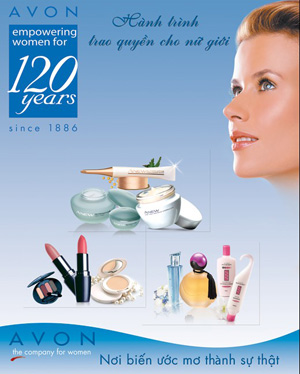 AVON
empowering
women for
120
years
since 1886
Hành trình
trao quyền cho nữ giới
AVON
the company for women
Nơi biến ước mơ thành sự thật